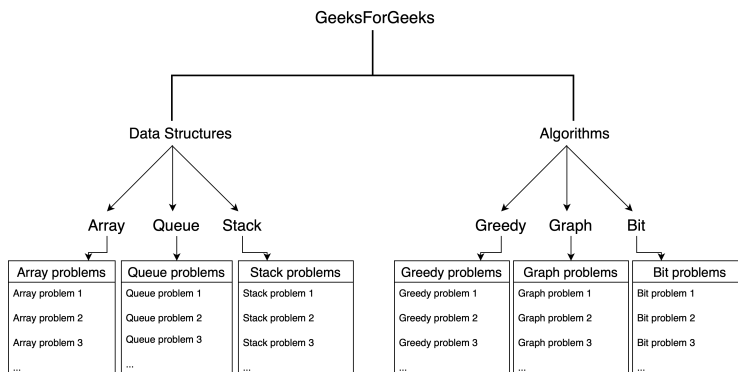 GeeksForGeeks
Data Structures
Algorithms
Array
Queue
Stack
Greedy
Graph
Bit
Array problems
Array problem 1
Array problem 2
Array problem 3
...
Queue problems
Queue problem 1
Queue problem 2
Queue problem 3
...
Stack problems
Stack problem 1
Stack problem 2
Stack problem 3
...
Greedy problems
Greedy problem 1
Greedy problem 2
Greedy problem 3
...
Graph problems
Graph problem 1
Graph problem 2
Graph problem 3
...
Bit problems
Bit problem 1
Bit problem 2
Bit problem 3
...